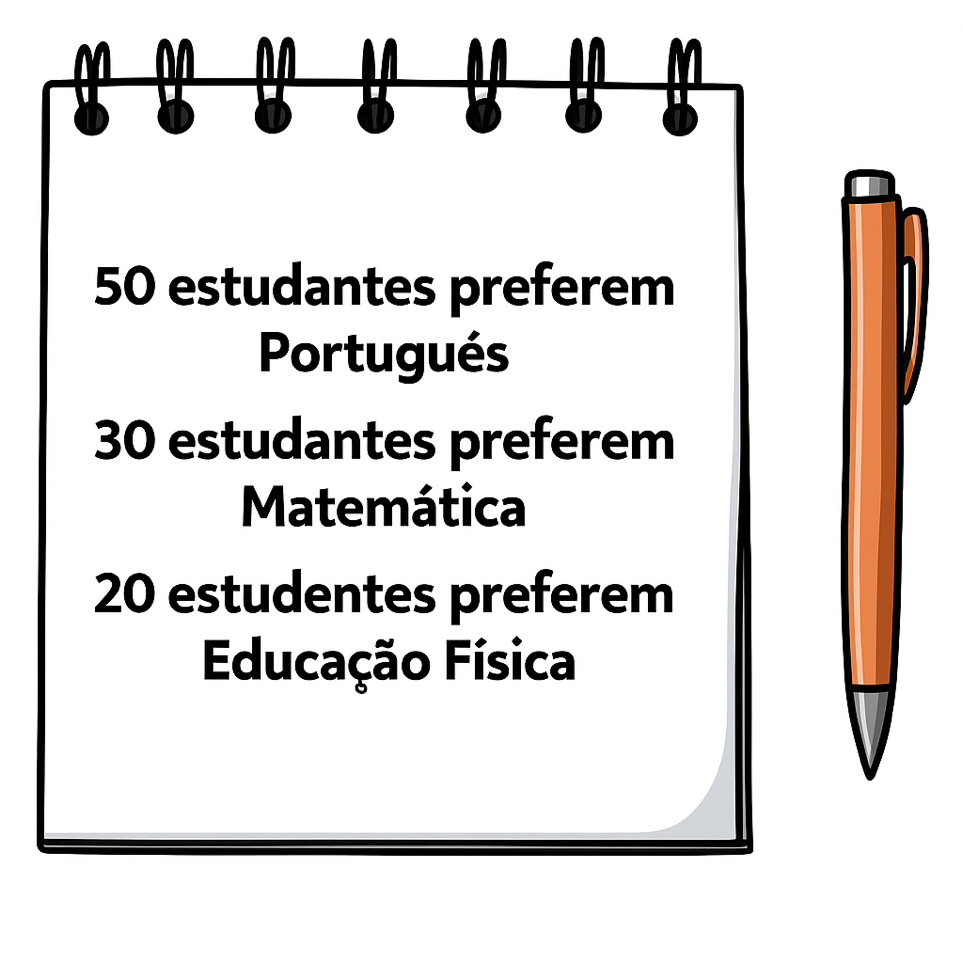 50 estudantes preferem
Portugués
30 estudantes preferem
Matemática
20 estudentes preferem
Educação Física